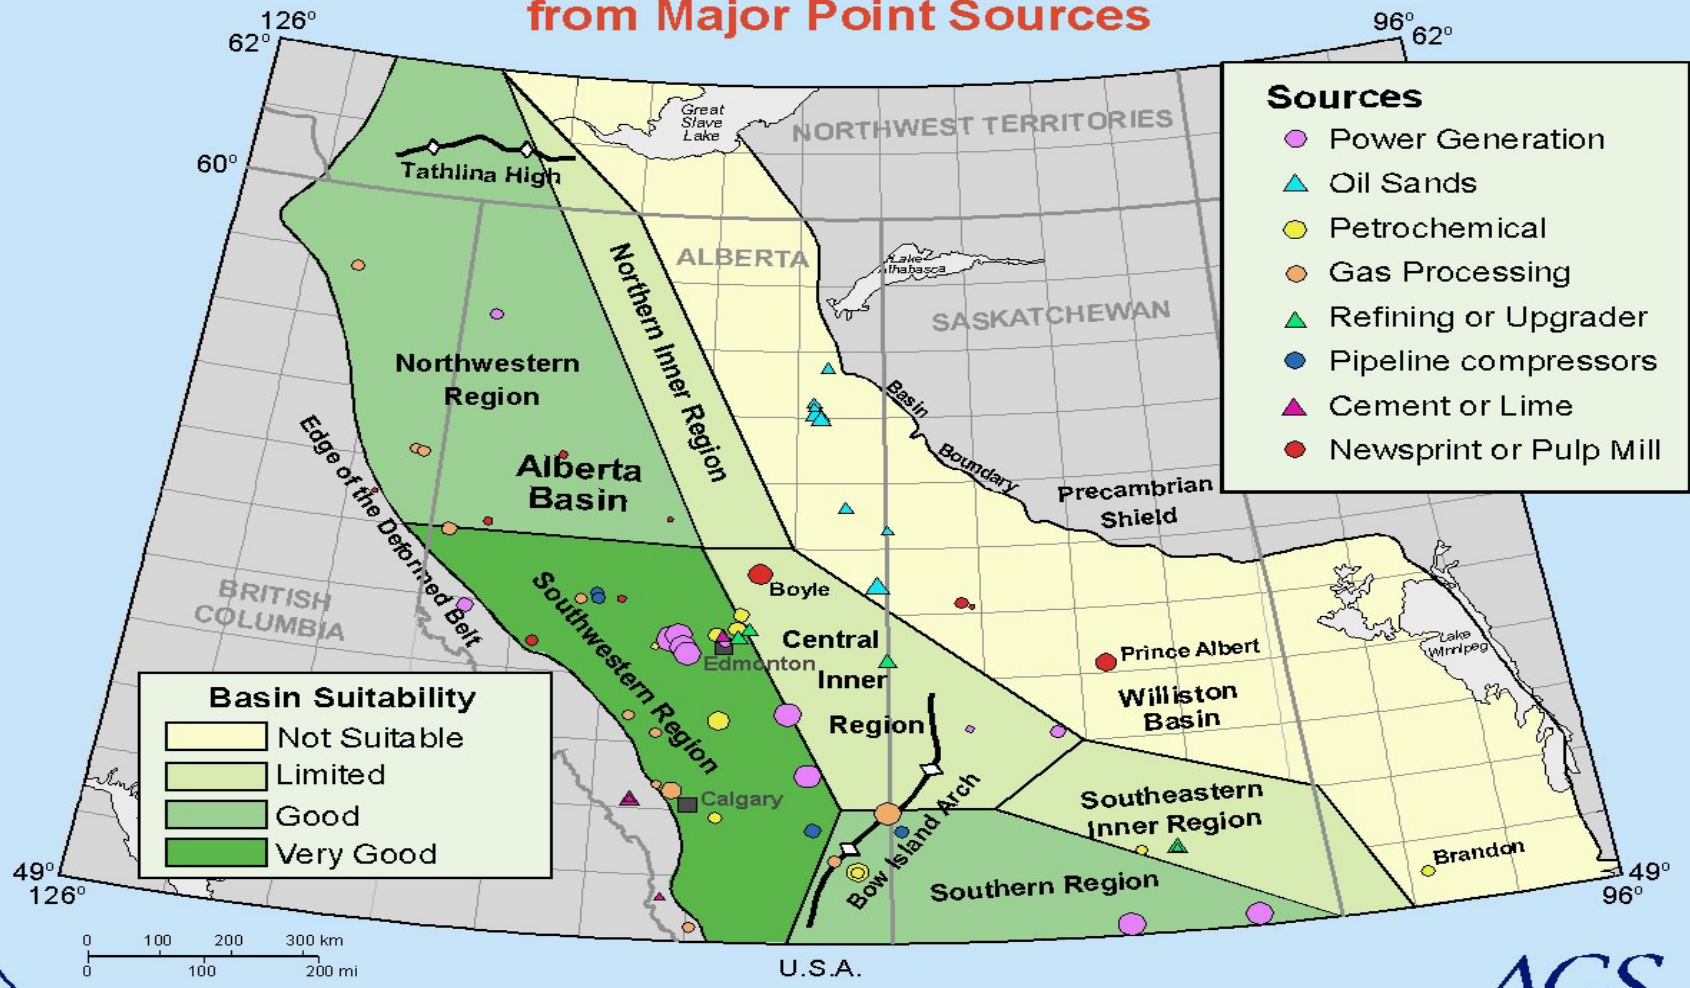 from Major Point Sources
126°
62°
96°
62°
60°
49°
126°
49°
96°
Great
Slave
Lake
NORTHWEST TERRITORIES
Tathlina High
ALBERTA
Lake
Athabasca
SASKATCHEWAN
Northern Inner Region
Northwestern
Region
Alberta
Basin
Edge of the Deformed Belt
Basin
Boundary
Precambrian
Shield
BRITISH
COLUMBIA
Southwestern Region
Boyle
Edmonton
Central
Inner
Region
Prince Albert
Williston
Basin
Lake
Winnipeg
Calgary
Bow Island Arch
Southeastern
Inner Region
Southern Region
Brandon
U.S.A.
Sources
Power Generation
Oil Sands
Petrochemical
Gas Processing
Refining or Upgrader
Pipeline compressors
Cement or Lime
Newsprint or Pulp Mill
Basin Suitability
Not Suitable
Limited
Good
Very Good
0 100 200 300 km
0 100 200 mi